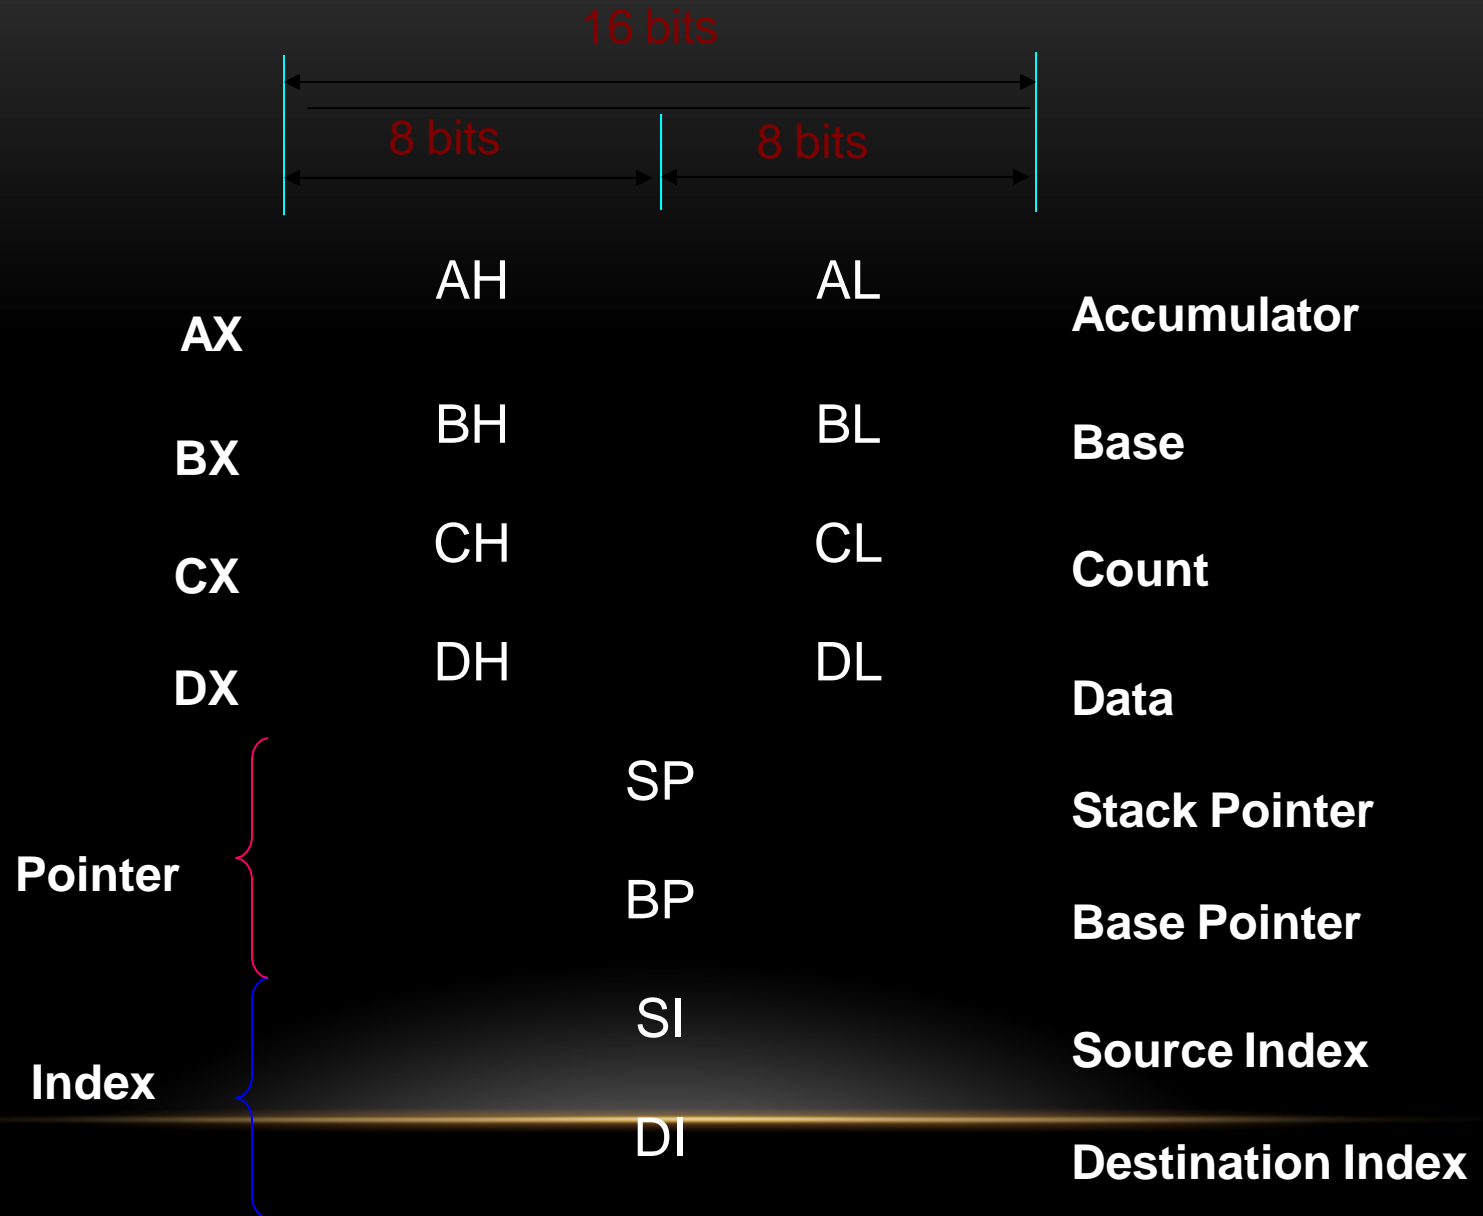 16 bits
8 bits 8 bits
AH AL
AX Accumulator
BH BL
BX Base
CH CL
CX Count
DH DL
DX Data
SP
Stack Pointer
Pointer
BP
Base Pointer
SI
Source Index
Index
DI
Destination Index